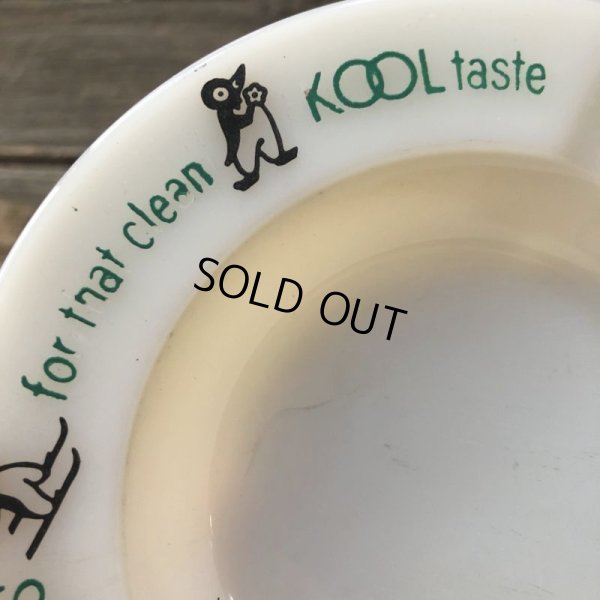 for that clean
KOOL taste
SOLD OUT